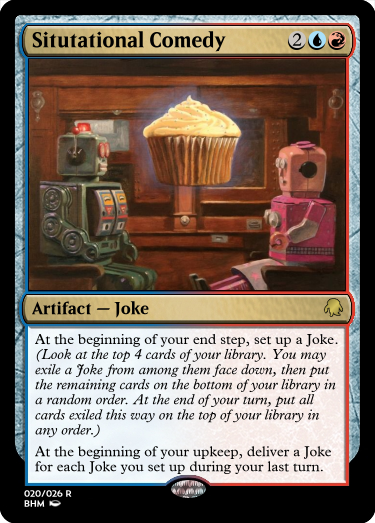 Situtational Comedy 2
Artifact — Joke
At the beginning of your end step, set up a Joke.
(Look at the top 4 cards of your library. You may
exile a Joke from among them face down, then put
the remaining cards on the bottom of your library in
a random order. At the end of your turn, put all
cards exiled this way on the top of your library in
any order.)
At the beginning of your upkeep, deliver a Joke
for each Joke you set up during your last turn.
020/026 R
BHM